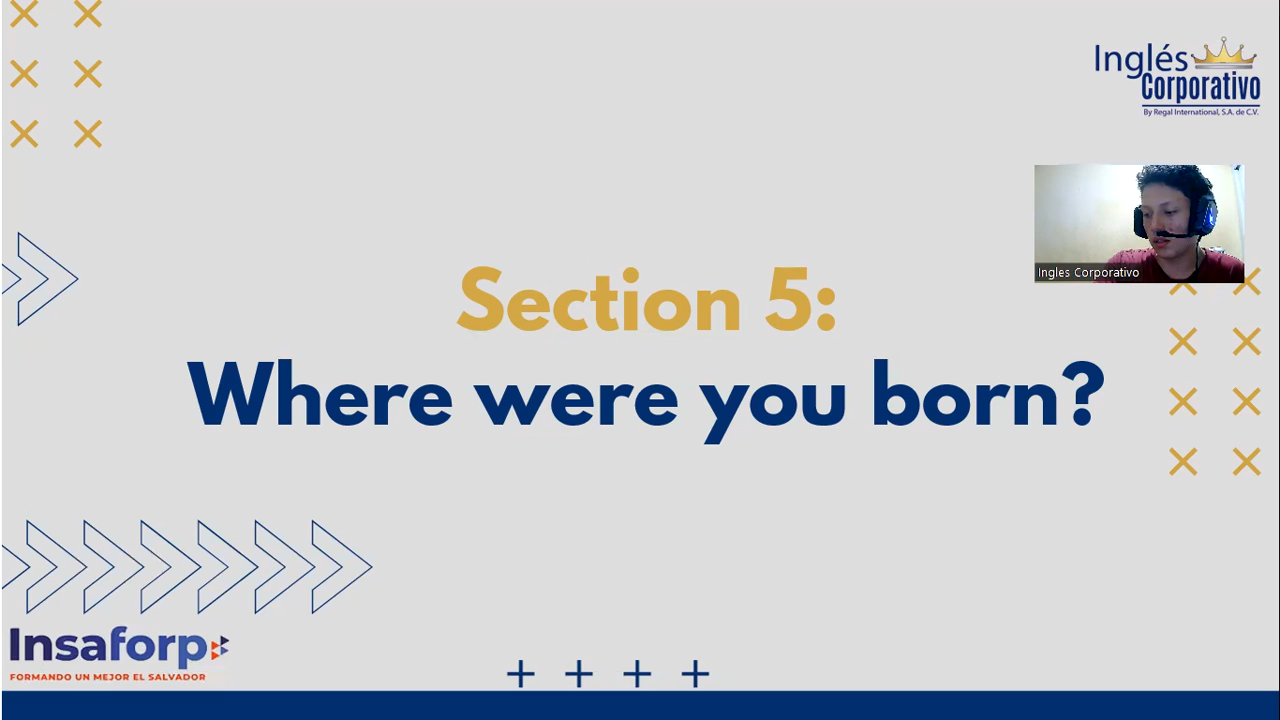 Inglés
Corporativo
By Regal International, S.A. de C.V.
Ingles Corporativo
Section 5:
Where were you born?
Insaforp
FORMANDO UN MEJOR EL SALVADOR